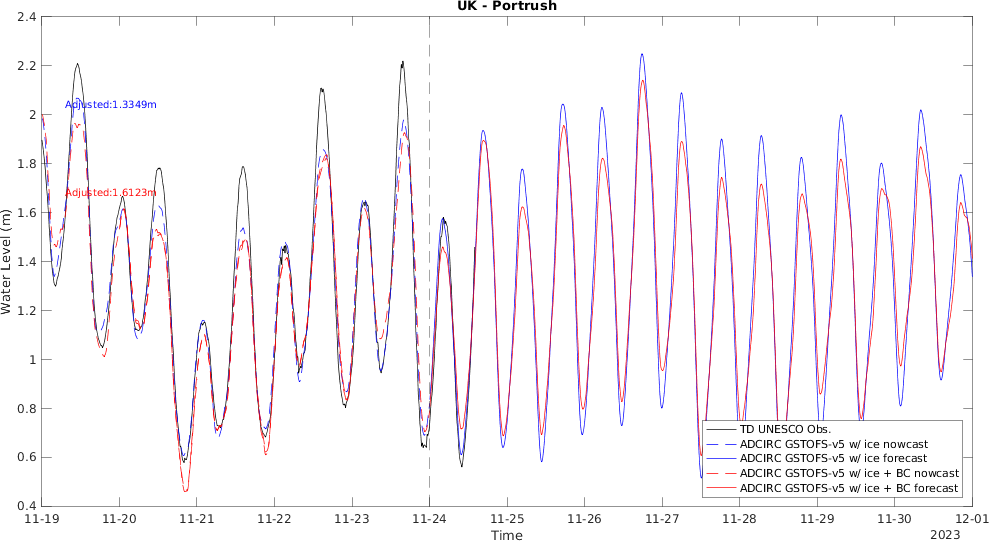 UK - Portrush
2.4
2.2
2
1.8
1.6
1.4
1.2
1
0.8
0.6
0.4
Water Level (m)
Adjusted:1.3349m
Adjusted:1.6123m
TD UNESCO Obs.
ADCIRC GSTOFS-v5 w/ ice nowcast
ADCIRC GSTOFS-v5 w/ ice forecast
ADCIRC GSTOFS-v5 w/ ice + BC nowcast
ADCIRC GSTOFS-v5 w/ ice + BC forecast
11-19 11-20 11-21 11-22 11-23 11-24 11-25 11-26 11-27 11-28 11-29 11-30 12-01
Time
2023